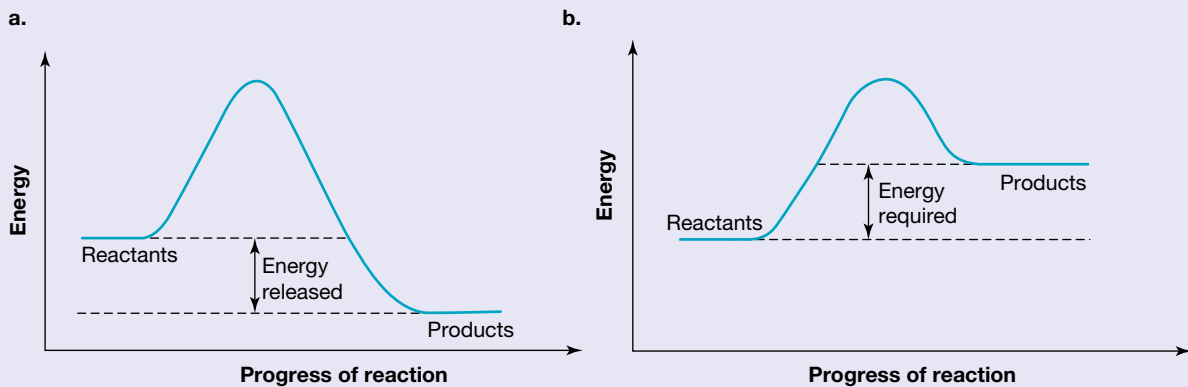 a.
Energy
Reactants
Energy
released
Products
Progress of reaction
b.
Energy
Reactants
Energy
required
Products
Progress of reaction